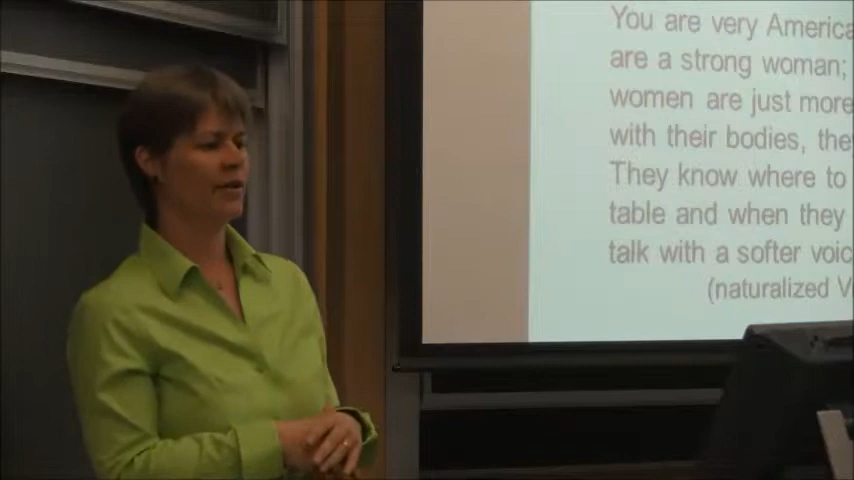 You are very America
are a strong woman;
women are just more
with their bodies, the
They know where to
table and when they
talk with a softer voic
(naturalized V